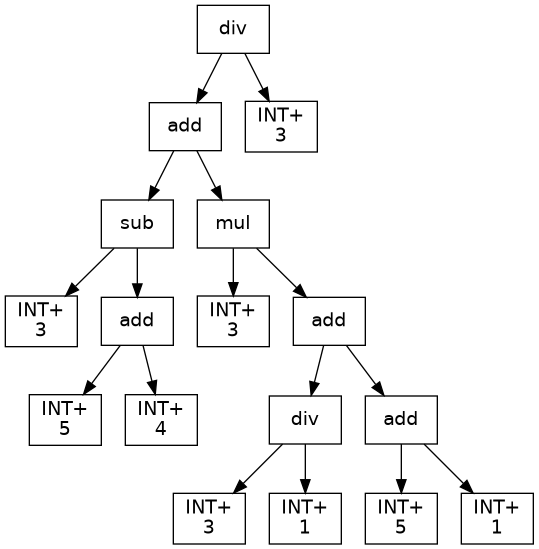 div
add
INT+
3
sub
mul
INT+
3
add
INT+
3
add
INT+
5
INT+
4
div
add
INT+
3
INT+
1
INT+
5
INT+
1